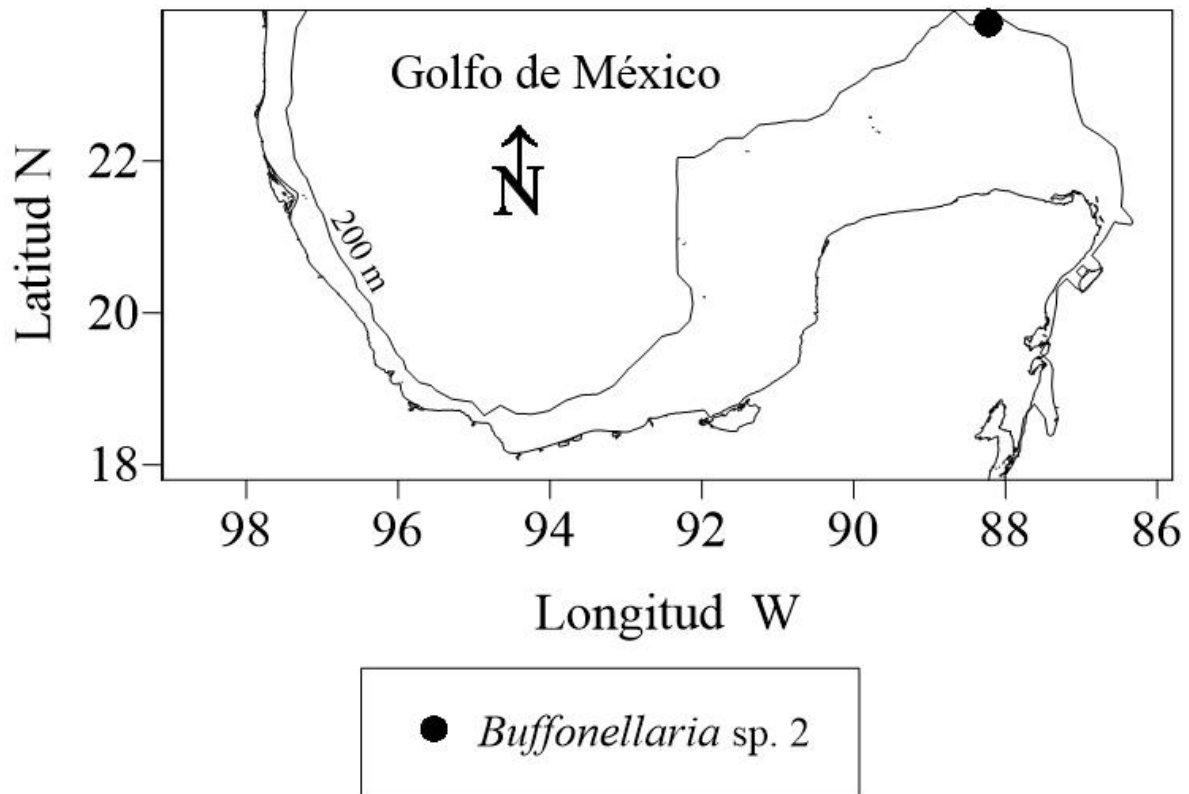 Golfo de México
N
200 m
Latitud N
22
20
18
98 96 94 92 90 88 86
Longitud W
Buffonellaria sp. 2